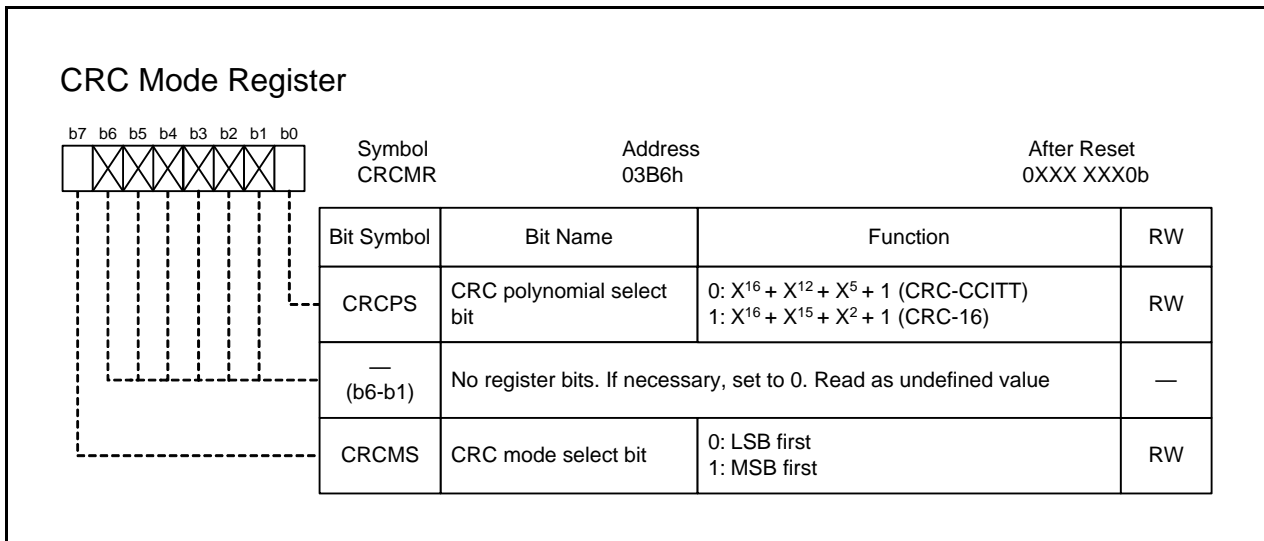 CRC Mode Register
b7 b6 b5 b4 b3 b2 b1 b0
Symbol Address After Reset
CRCMR 03B6h 0XXX XXX0b
Bit Symbol Bit Name Function RW
CRCPS CRC polynomial select bit 0: X¹⁶ + X¹² + X⁵ + 1 (CRC-CCITT) RW
1: X¹⁶ + X¹⁵ + X² + 1 (CRC-16)
—
(b6-b1) No register bits. If necessary, set to 0. Read as undefined value —
CRCMS CRC mode select bit 0: LSB first RW
1: MSB first